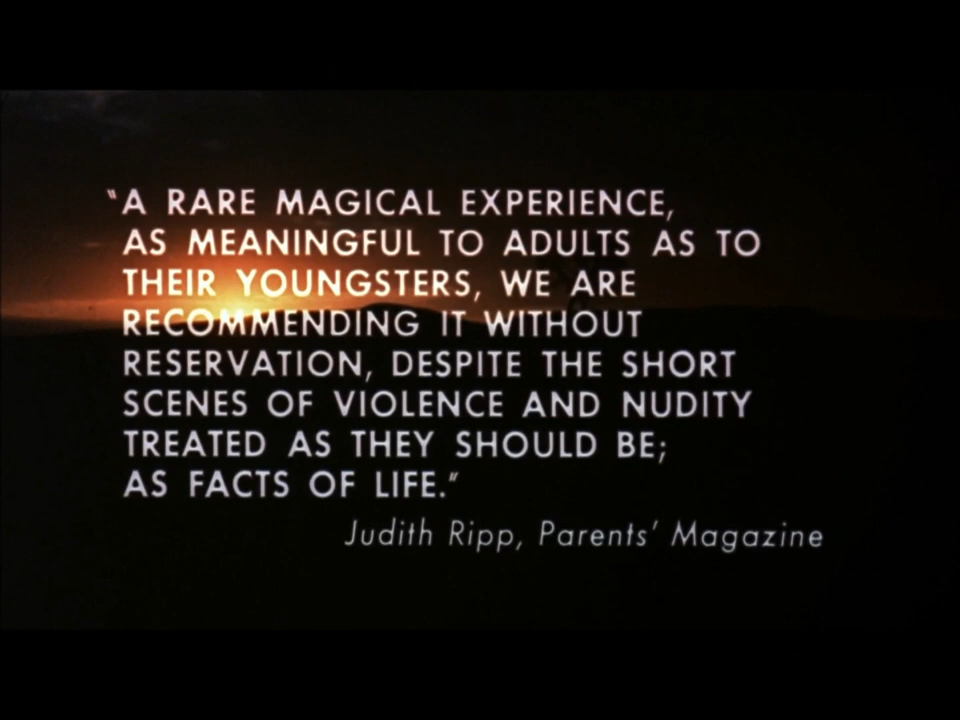 "A RARE MAGICAL EXPERIENCE,
AS MEANINGFUL TO ADULTS AS TO
THEIR YOUNGSTERS, WE ARE
RECOMMENDING IT WITHOUT
RESERVATION, DESPITE THE SHORT
SCENES OF VIOLENCE AND NUDITY
TREATED AS THEY SHOULD BE;
AS FACTS OF LIFE."
Judith Ripp, Parents' Magazine